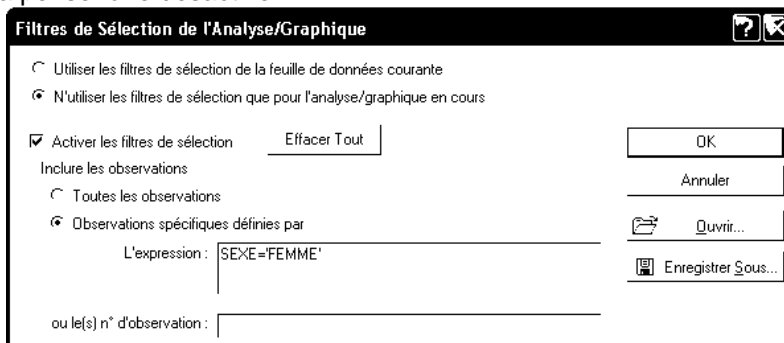 Filtres de Sélection de l'Analyse/Graphique
Utiliser les filtres de sélection de la feuille de données courante
N'utiliser les filtres de sélection que pour l'analyse/graphique en cours
Activer les filtres de sélection Effacer Tout OK
Inclure les observations Annuler
Toutes les observations
Observations spécifiques définies par Ouvrir...
L'expression : SEXE='FEMME'
Enregistrer Sous...
ou le(s) n° d'observation :